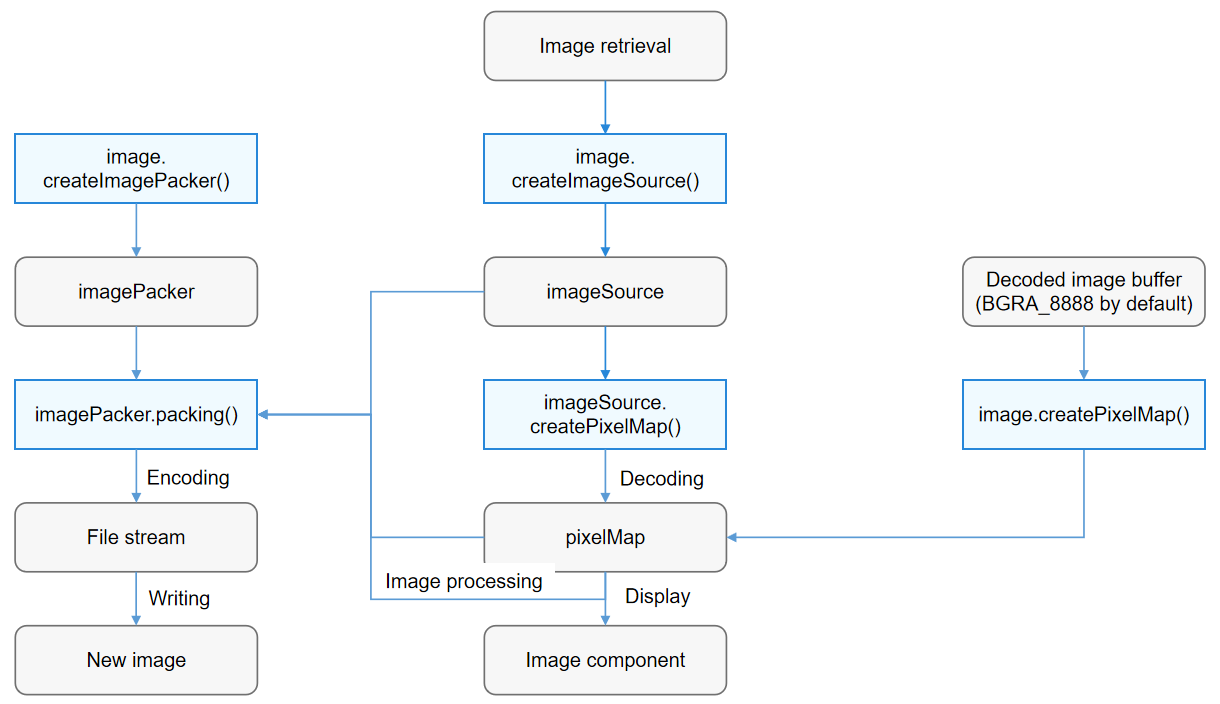 Image retrieval
image.
createImagePacker()
image.
createImageSource()
imagePacker
imageSource
Decoded image buffer
(BGRA_8888 by default)
imagePacker.packing()
imageSource.
createPixelMap()
image.createPixelMap()
Encoding
Decoding
File stream
pixelMap
Image processing
Writing
Display
New image
Image component